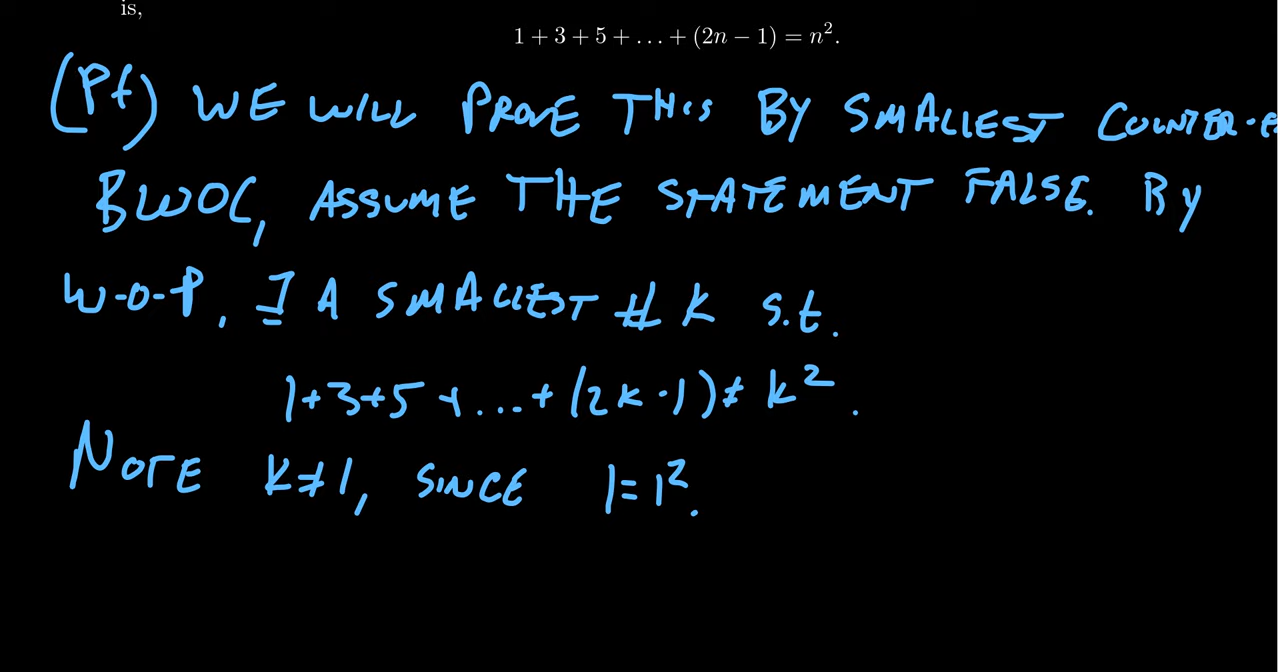 is,
1 + 3 + 5 + … + (2n − 1) = n².
(Pf) WE WILL PROVE THIS BY SMALLEST COUNTER-E
BWOC, ASSUME THE STATEMENT FALSE. By
W-O-P, ∃ A SMALLEST # K s.t.
1+3+5+...+(2k-1)≠k².
NOTE K≠1, SINCE 1=1².